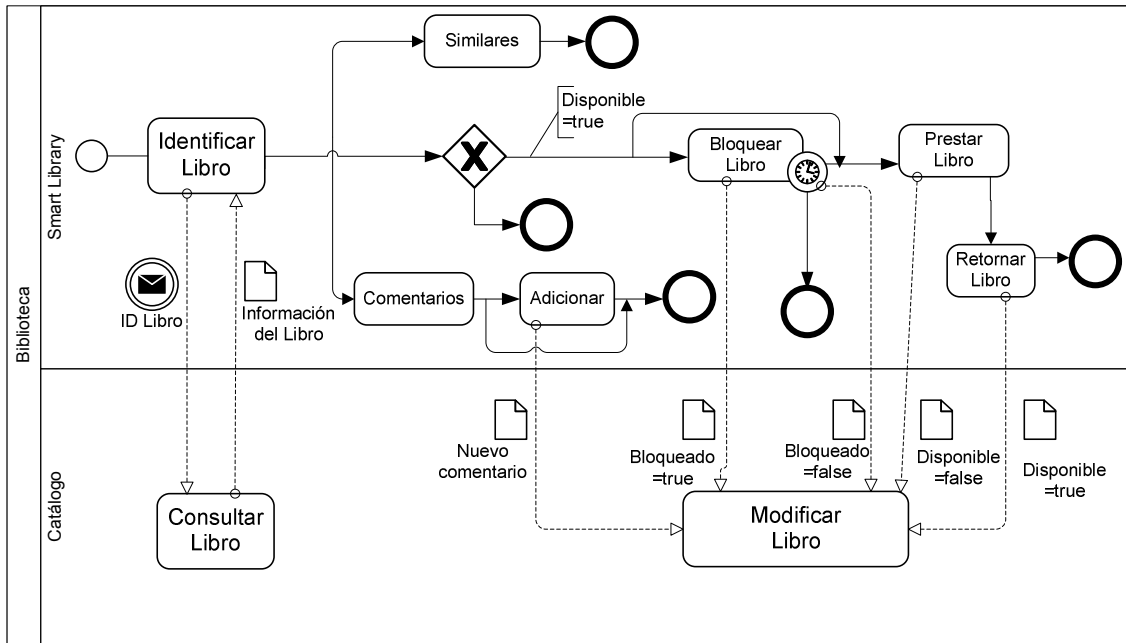 Biblioteca
Smart Library
Catálogo
Identificar
Libro
Similares
Disponible
=true
Bloquear
Libro
Prestar
Libro
Retornar
Libro
ID Libro
Información
del Libro
Comentarios
Adicionar
Nuevo
comentario
Bloqueado
=true
Bloqueado
=false
Disponible
=false
Disponible
=true
Consultar
Libro
Modificar
Libro